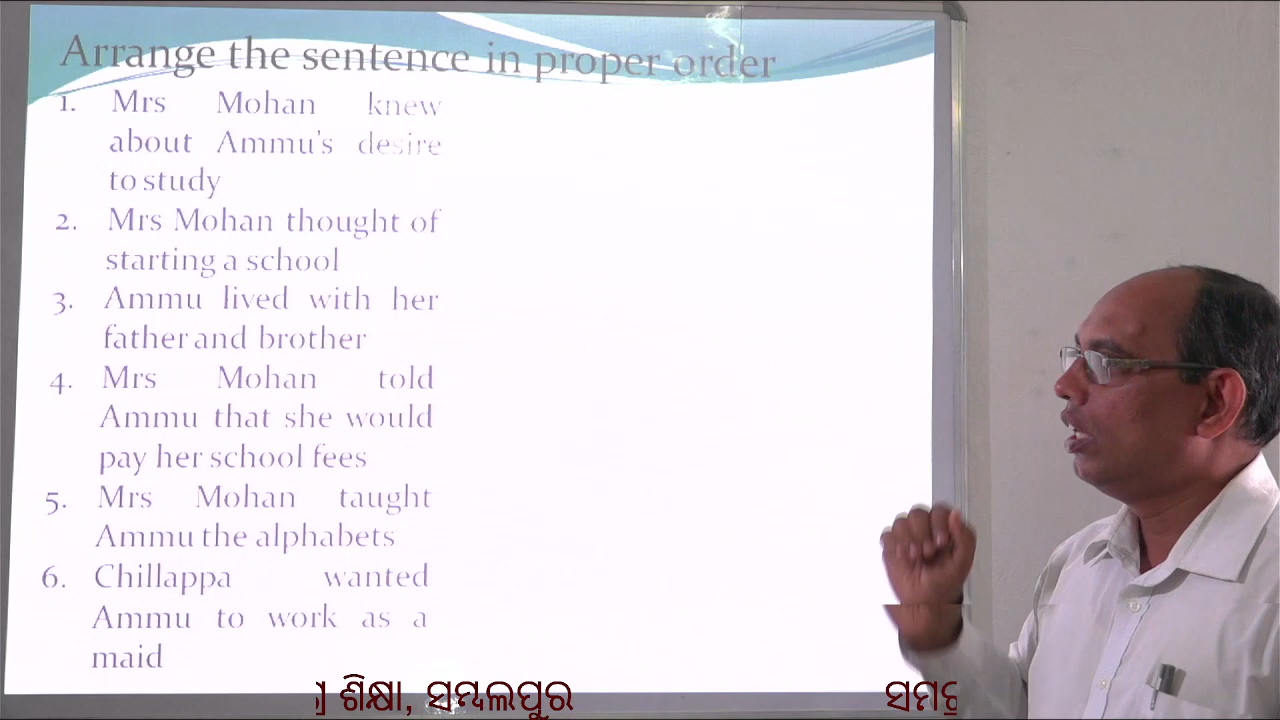 Arrange the sentence in proper order
1. Mrs Mohan knew
about Ammu's desire
to study
2. Mrs Mohan thought of
starting a school
3. Ammu lived with her
father and brother
4. Mrs Mohan told
Ammu that she would
pay her school fees
5. Mrs Mohan taught
Ammu the alphabets
6. Chillappa wanted
Ammu to work as a
maid
ଶିକ୍ଷା, ସମ୍ବଲପୁର